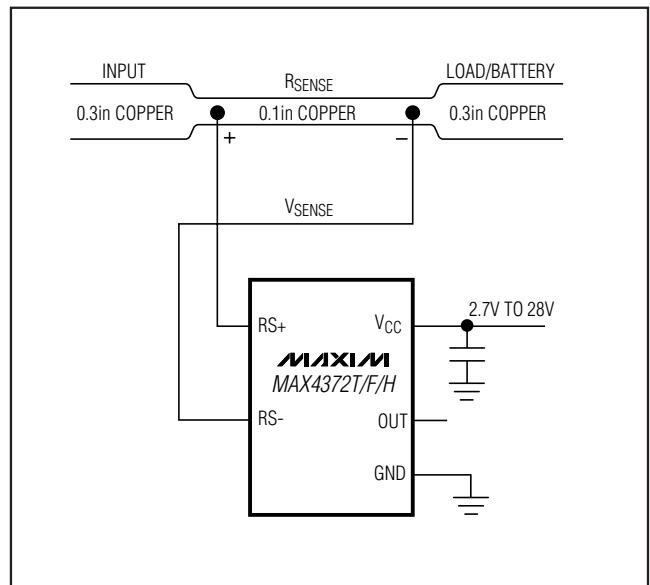 INPUT
RSENSE
LOAD/BATTERY
0.3in COPPER
0.1in COPPER
0.3in COPPER
+
−
VSENSE
2.7V TO 28V
RS+
VCC
MAXIM
MAX4372T/F/H
RS-
OUT
GND